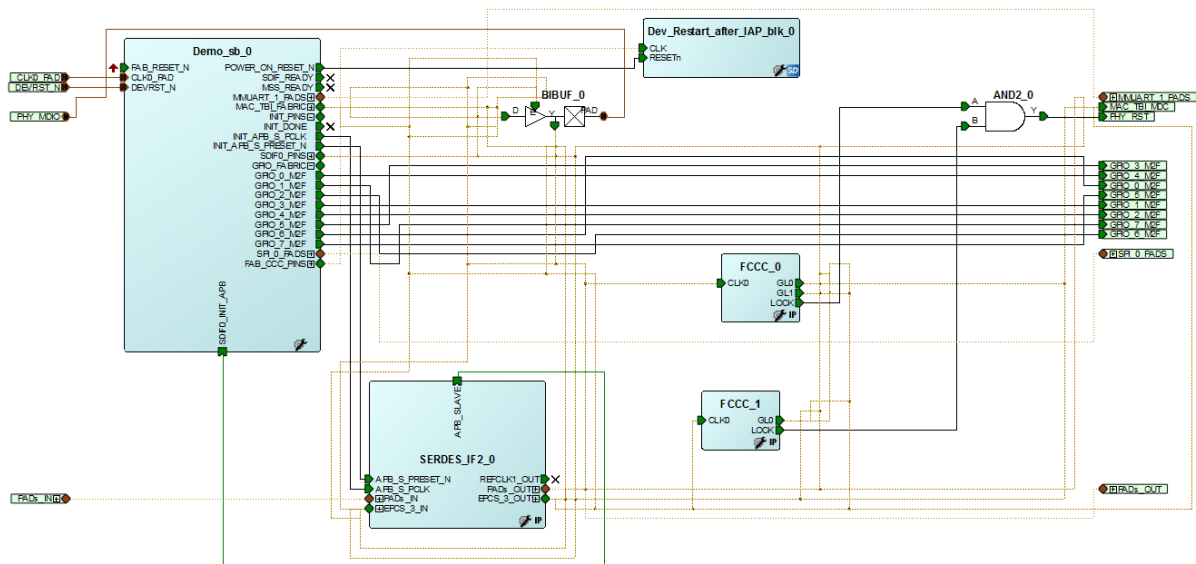 Dev_Restart_after_IAP_blk_0
CLK
RESETn
SD
Demo_sb_0
FAB_RESET_N
CLK0_PAD
DEVRST_N
POWER_ON_RESET_N
SDIF_READY
MSS_READY
MMUART_1_PADS
MAC_TBI_FABRIC
INIT_PINS
INIT_DONE
INIT_APB_S_PCLK
INIT_APB_S_PRESET_N
SDIF0_PINS
GPIO_FABRIC
GPIO_0_M2F
GPIO_1_M2F
GPIO_2_M2F
GPIO_3_M2F
GPIO_4_M2F
GPIO_5_M2F
GPIO_6_M2F
GPIO_7_M2F
SPI_0_PADS
FAB_CCC_PINS
SDIF0_INIT_APB
CLK0_PAD
DEVRST_N
PHY_MDIO
BIBUF_0
D
E
Y
PAD
AND2_0
A
B
Y
MMUART_1_PADS
MAC_TBI_MDC
PHY_RST
GPIO_3_M2F
GPIO_4_M2F
GPIO_0_M2F
GPIO_5_M2F
GPIO_1_M2F
GPIO_2_M2F
GPIO_7_M2F
GPIO_6_M2F
SPI_0_PADS
FCCC_0
CLK0
GL0
GL1
LOCK
IP
FCCC_1
CLK0
GL0
LOCK
IP
APB_SLAVE
SERDES_IF2_0
APB_S_PRESET_N
APB_S_PCLK
PADs_IN
EPCS_3_IN
REFCLK1_OUT
PADs_OUT
EPCS_3_OUT
IP
PADs_IN
PADs_OUT